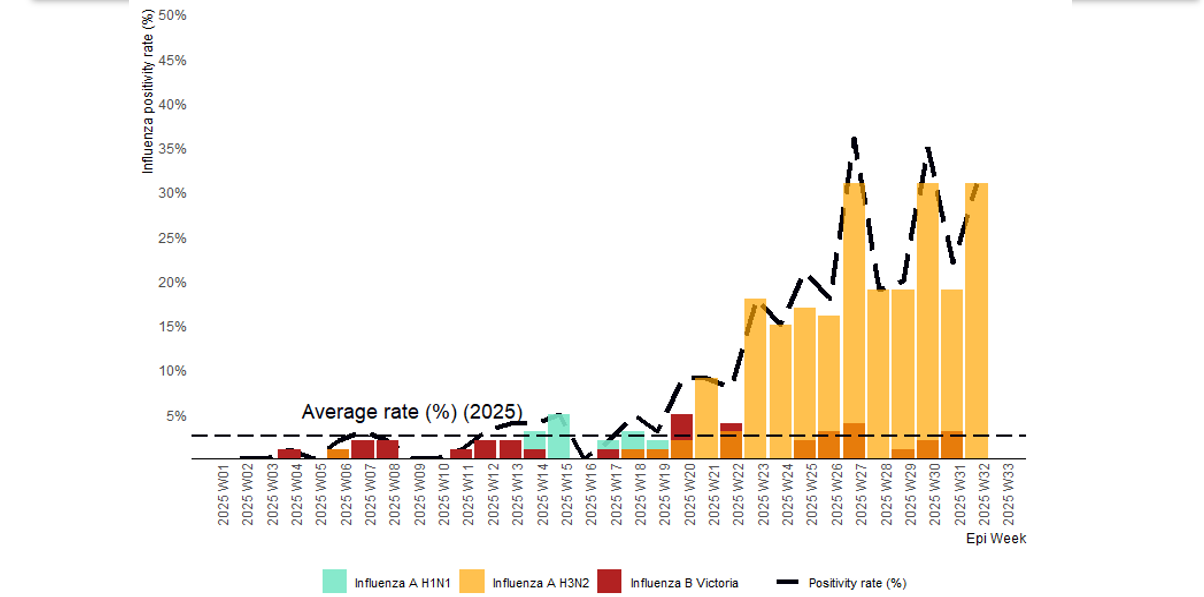 Influenza positivity rate (%)
50%
45%
40%
35%
30%
25%
20%
15%
10%
5%
Average rate (%) (2025)
2025 W01
2025 W02
2025 W03
2025 W04
2025 W05
2025 W06
2025 W07
2025 W08
2025 W09
2025 W10
2025 W11
2025 W12
2025 W13
2025 W14
2025 W15
2025 W16
2025 W17
2025 W18
2025 W19
2025 W20
2025 W21
2025 W22
2025 W23
2025 W24
2025 W25
2025 W26
2025 W27
2025 W28
2025 W29
2025 W30
2025 W31
2025 W32
2025 W33
Epi Week
Influenza A H1N1 Influenza A H3N2 Influenza B Victoria Positivity rate (%)